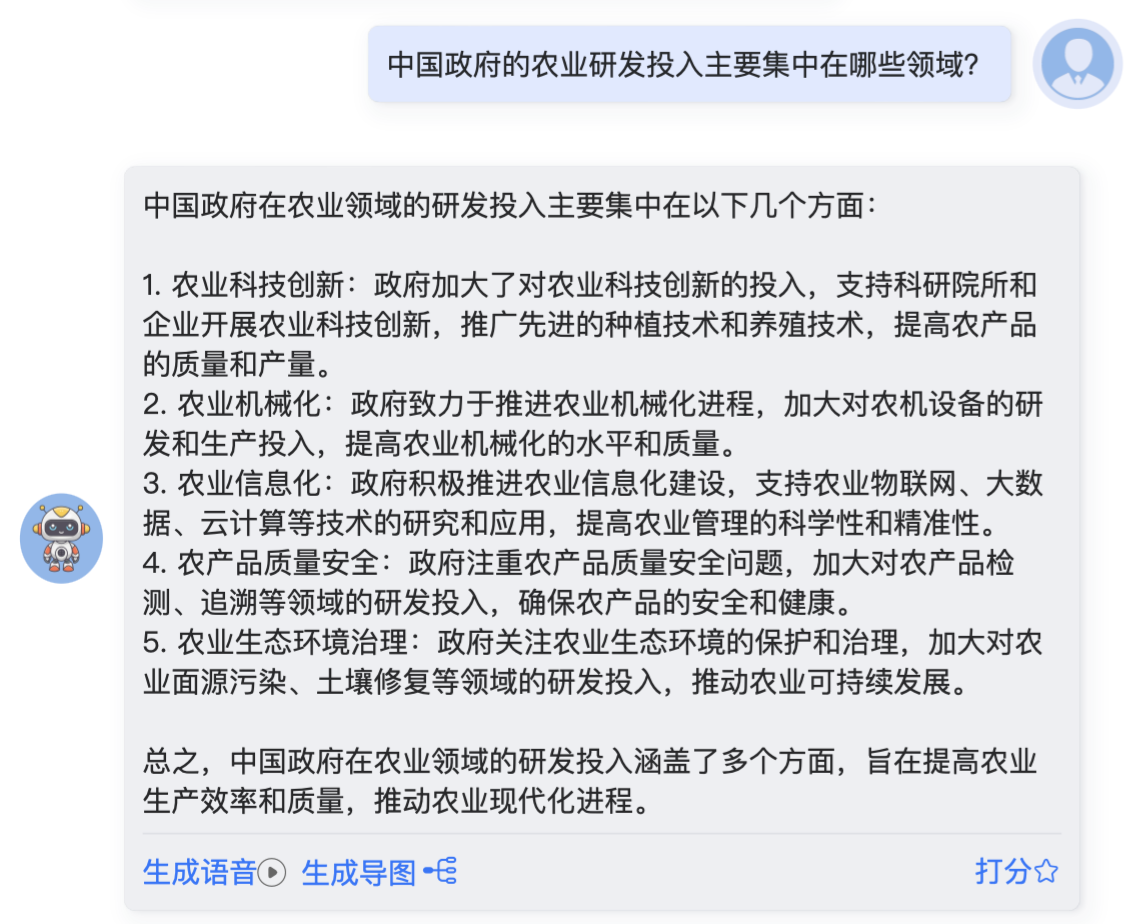 中国政府的农业研发投入主要集中在哪些领域?
中国政府在农业领域的研发投入主要集中在以下几个方面：
1. 农业科技创新：政府加大了对农业科技创新的投入，支持科研院所和
企业开展农业科技创新，推广先进的种植技术和养殖技术，提高农产品
的质量和产量。
2. 农业机械化：政府致力于推进农业机械化进程，加大对农机设备的研
发和生产投入，提高农业机械化的水平和质量。
3. 农业信息化：政府积极推进农业信息化建设，支持农业物联网、大数
据、云计算等技术的研究和应用，提高农业管理的科学性和精准性。
4. 农产品质量安全：政府注重农产品质量安全问题，加大对农产品检
测、追溯等领域的研发投入，确保农产品的安全和健康。
5. 农业生态环境治理：政府关注农业生态环境的保护和治理，加大对农
业面源污染、土壤修复等领域的研发投入，推动农业可持续发展。
总之，中国政府在农业领域的研发投入涵盖了多个方面，旨在提高农业
生产效率和质量，推动农业现代化进程。
生成语音 生成导图 打分